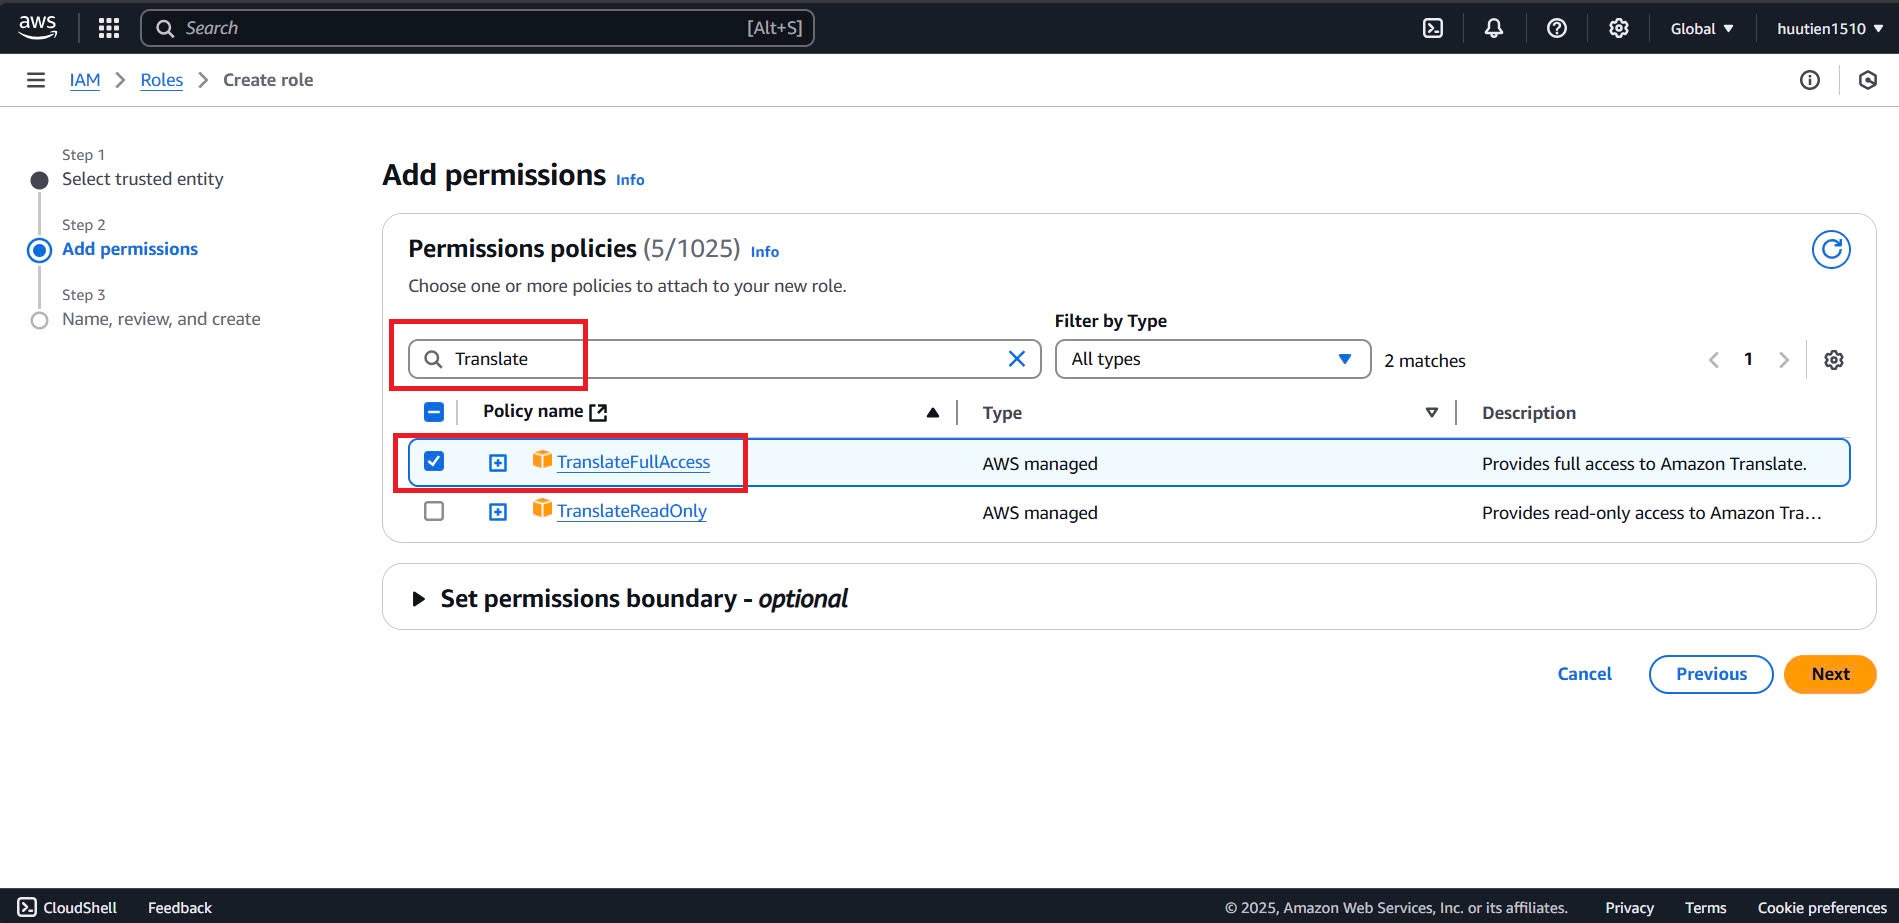 aws
Search [Alt+S] Global huutien1510
IAM Roles Create role
Step 1
Select trusted entity
Step 2
Add permissions
Step 3
Name, review, and create
Add permissions Info
Permissions policies (5/1025) Info
Choose one or more policies to attach to your new role.
Filter by Type
Translate All types 2 matches 1
Policy name Type Description
TranslateFullAccess AWS managed Provides full access to Amazon Translate.
TranslateReadOnly AWS managed Provides read-only access to Amazon Tra...
Set permissions boundary - optional
Cancel Previous Next
CloudShell Feedback © 2025, Amazon Web Services, Inc. or its affiliates. Privacy Terms Cookie preferences